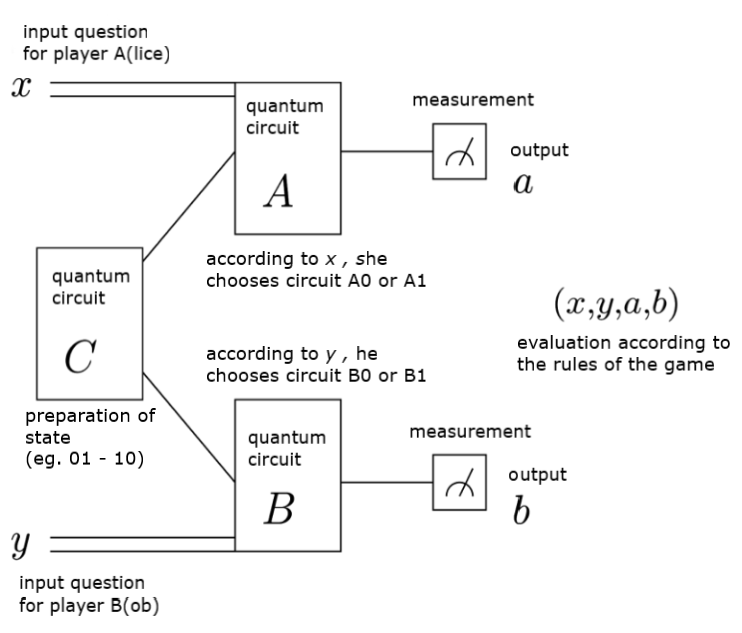 input question
for player A(lice)
x
quantum
circuit
A
measurement
output
a
according to x , she
chooses circuit A0 or A1
quantum
circuit
C
preparation of
state
(eg. 01 - 10)
(x,y,a,b)
evaluation according to
the rules of the game
according to y , he
chooses circuit B0 or B1
quantum
circuit
B
measurement
output
b
y
input question
for player B(ob)